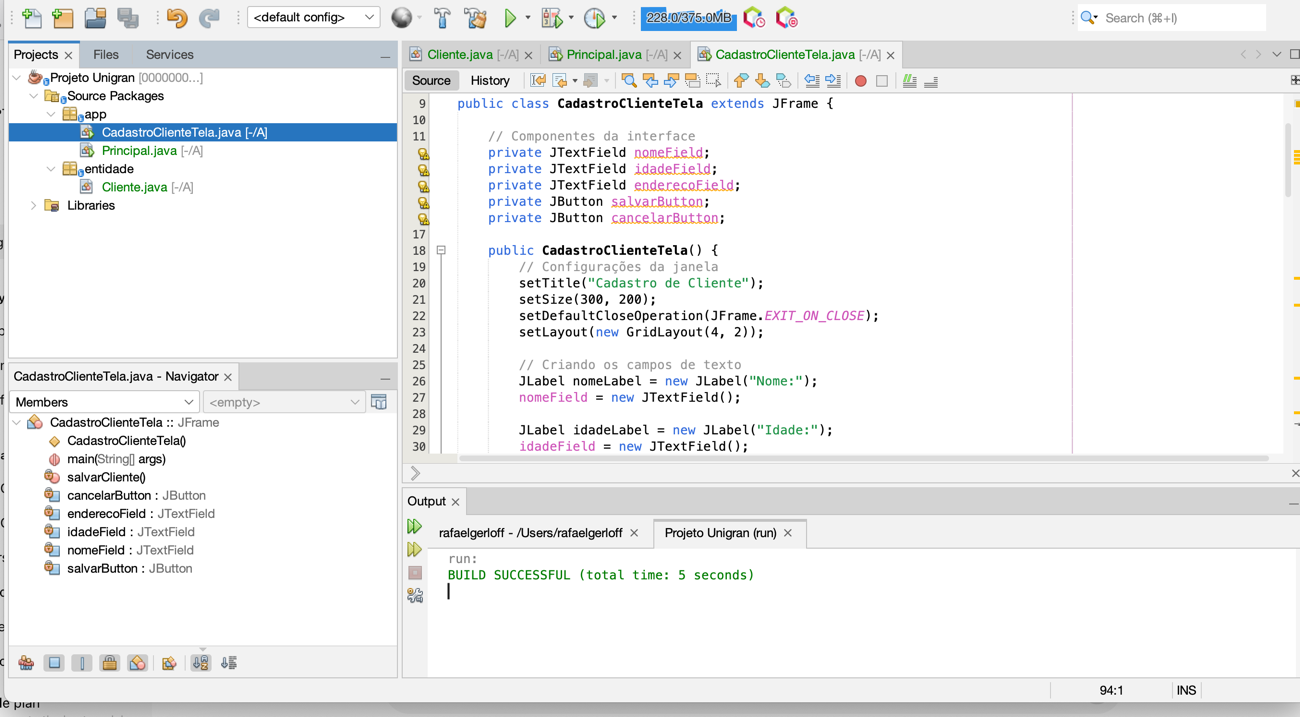 <default config>
228.0/375.0MB
Search (⌘+I)
Projects
Files
Services
Projeto Unigran [0000000...]
Source Packages
app
CadastroClienteTela.java [-/A]
Principal.java [-/A]
entidade
Cliente.java [-/A]
Libraries
CadastroClienteTela.java - Navigator
Members
<empty>
CadastroClienteTela :: JFrame
CadastroClienteTela()
main(String[] args)
salvarCliente()
cancelarButton : JButton
enderecoField : JTextField
idadeField : JTextField
nomeField : JTextField
salvarButton : JButton
Cliente.java [-/A]
Principal.java [-/A]
CadastroClienteTela.java [-/A]
Source
History
9 public class CadastroClienteTela extends JFrame {
10
11 // Componentes da interface
private JTextField nomeField;
private JTextField idadeField;
private JTextField enderecoField;
private JButton salvarButton;
private JButton cancelarButton;
17
18 public CadastroClienteTela() {
19 // Configurações da janela
20 setTitle("Cadastro de Cliente");
21 setSize(300, 200);
22 setDefaultCloseOperation(JFrame.EXIT_ON_CLOSE);
23 setLayout(new GridLayout(4, 2));
24
25 // Criando os campos de texto
26 JLabel nomeLabel = new JLabel("Nome:");
27 nomeField = new JTextField();
28
29 JLabel idadeLabel = new JLabel("Idade:");
30 idadeField = new JTextField();
Output
rafaelgerloff - /Users/rafaelgerloff
Projeto Unigran (run)
run:
BUILD SUCCESSFUL (total time: 5 seconds)
94:1
INS
le plan